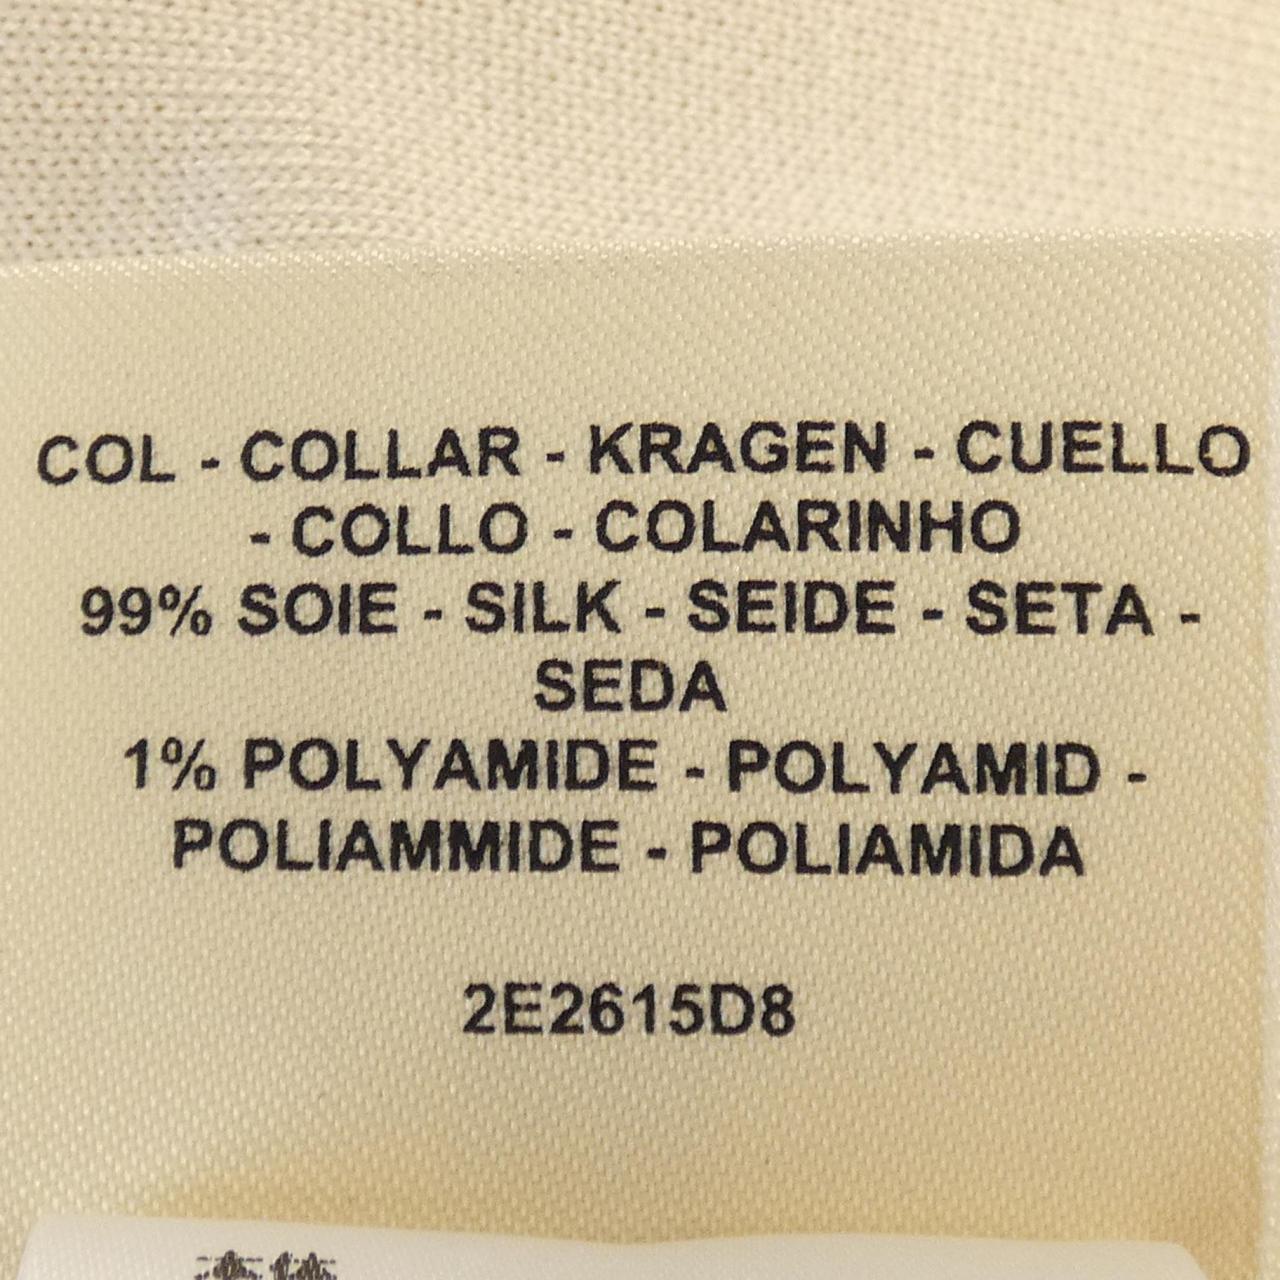 COL - COLLAR - KRAGEN - CUELLO
- COLLO - COLARINHO
99% SOIE - SILK - SEIDE - SETA -
SEDA
1% POLYAMIDE - POLYAMID -
POLIAMMIDE - POLIAMIDA
2E2615D8